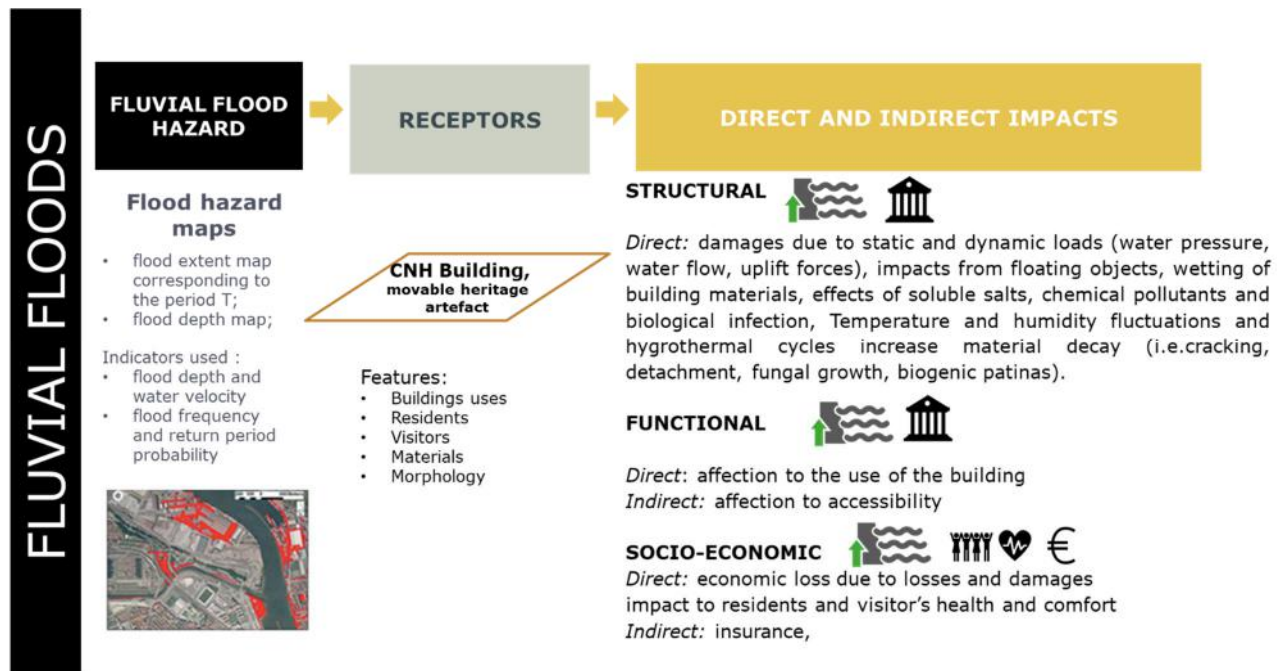 FLUVIAL FLOODS
FLUVIAL FLOOD
HAZARD
RECEPTORS
DIRECT AND INDIRECT IMPACTS
Flood hazard
maps
• flood extent map
corresponding to
the period T;
• flood depth map;
Indicators used :
• flood depth and
water velocity
• flood frequency
and return period
probability
CNH Building,
movable heritage
artefact
Features:
• Buildings uses
• Residents
• Visitors
• Materials
• Morphology
STRUCTURAL
Direct: damages due to static and dynamic loads (water pressure,
water flow, uplift forces), impacts from floating objects, wetting of
building materials, effects of soluble salts, chemical pollutants and
biological infection, Temperature and humidity fluctuations and
hygrothermal cycles increase material decay (i.e.cracking,
detachment, fungal growth, biogenic patinas).
FUNCTIONAL
Direct: affection to the use of the building
Indirect: affection to accessibility
SOCIO-ECONOMIC €
Direct: economic loss due to losses and damages
impact to residents and visitor’s health and comfort
Indirect: insurance,